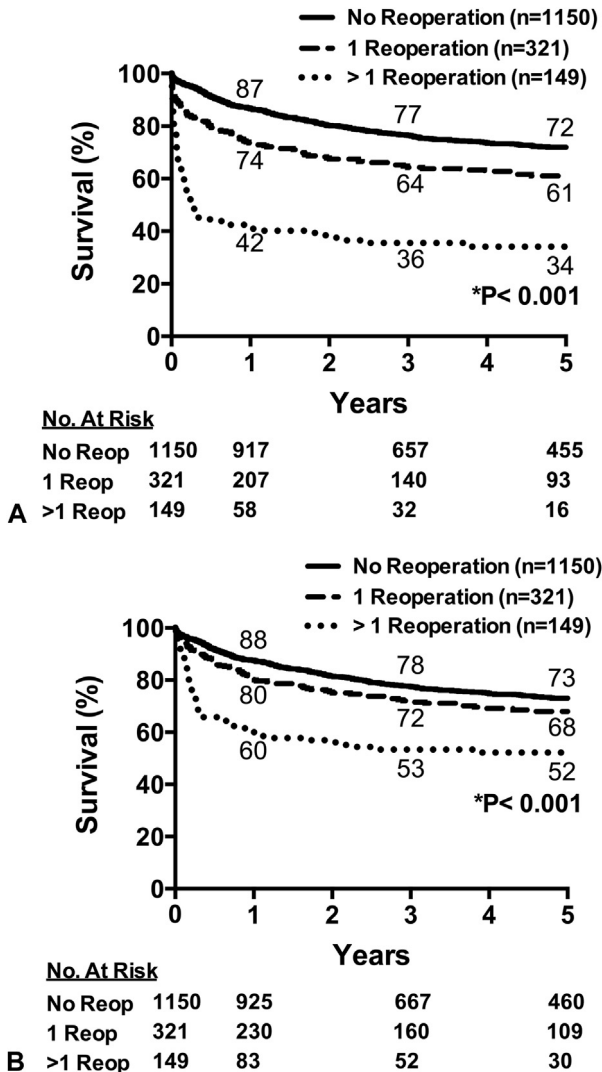 No Reoperation (n=1150)
1 Reoperation (n=321)
> 1 Reoperation (n=149)
100
80
60
40
20
0
Survival (%)
87
77
72
74
64
61
42
36
34
*P< 0.001
0 1 2 3 4 5
Years
No. At Risk
No Reop 1150 917 657 455
1 Reop 321 207 140 93
>1 Reop 149 58 32 16
A
No Reoperation (n=1150)
1 Reoperation (n=321)
> 1 Reoperation (n=149)
100
80
60
40
20
0
Survival (%)
88
78
73
80
72
68
60
53
52
*P< 0.001
0 1 2 3 4 5
Years
No. At Risk
No Reop 1150 925 667 460
1 Reop 321 230 160 109
>1 Reop 149 83 52 30
B